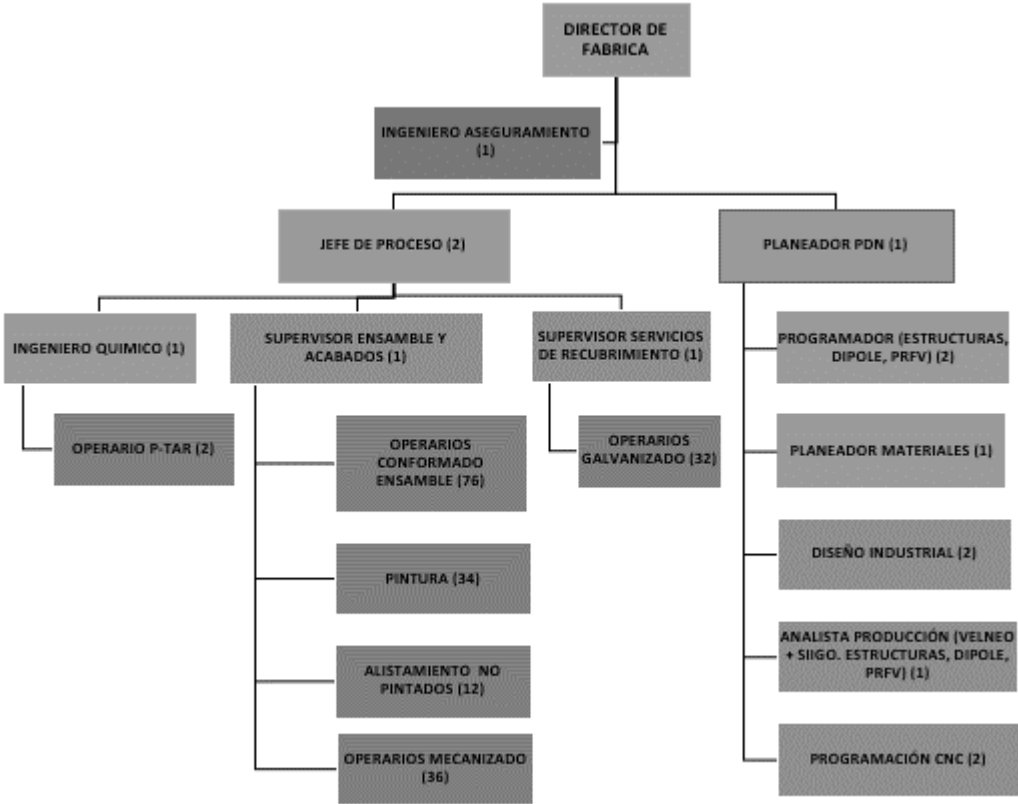 DIRECTOR DE
FABRICA
INGENIERO ASEGURAMIENTO
(1)
JEFE DE PROCESO (2)
PLANEADOR PDN (1)
INGENIERO QUIMICO (1)
SUPERVISOR ENSAMBLE Y
ACABADOS (1)
SUPERVISOR SERVICIOS
DE RECUBRIMIENTO (1)
PROGRAMADOR (ESTRUCTURAS,
DIPOLE, PRFV) (2)
OPERARIO P-TAR (2)
OPERARIOS
CONFORMADO
ENSAMBLE (76)
OPERARIOS
GALVANIZADO (32)
PLANEADOR MATERIALES (1)
PINTURA (34)
DISEÑO INDUSTRIAL (2)
ALISTAMIENTO NO
PINTADOS (12)
ANALISTA PRODUCCIÓN (VELNEO
+ SIIGO. ESTRUCTURAS, DIPOLE,
PRFV) (1)
OPERARIOS MECANIZADO
(36)
PROGRAMACIÓN CNC (2)